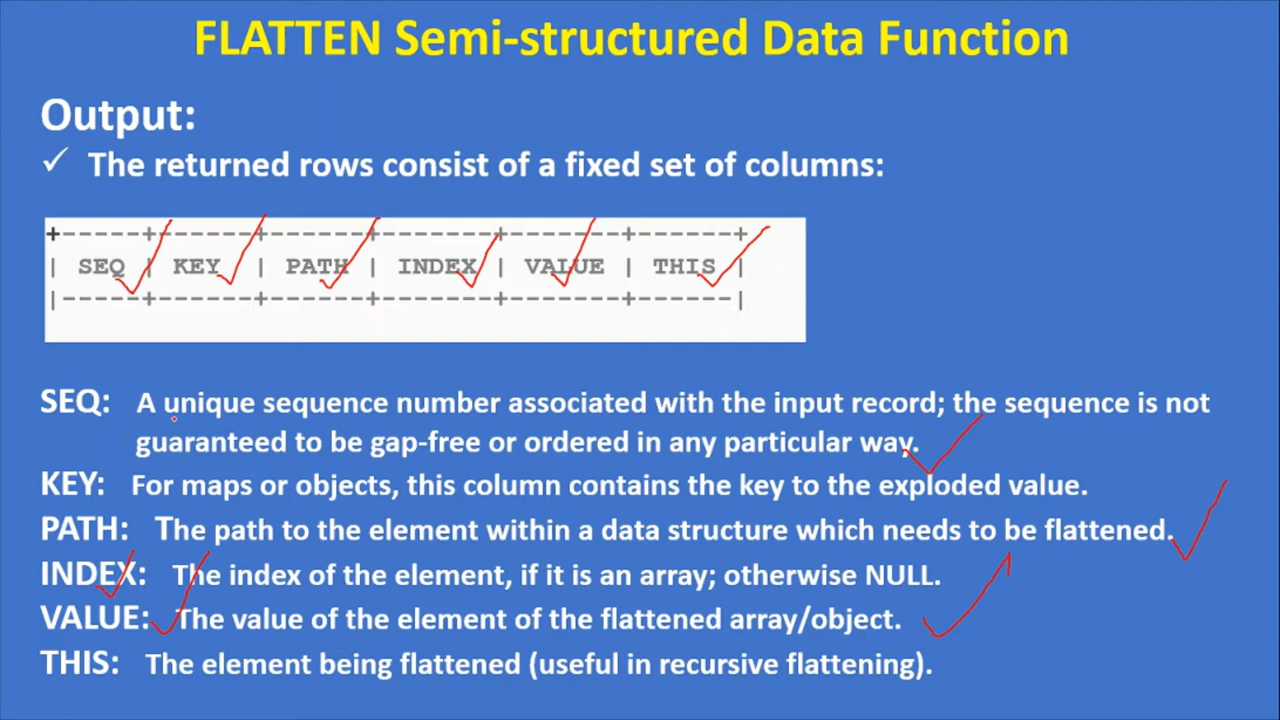 FLATTEN Semi-structured Data Function
Output:
✓ The returned rows consist of a fixed set of columns:
+------+------+------+------+------+------+
| SEQ | KEY | PATH | INDEX | VALUE | THIS |
|------+------+------+------+------+------|
SEQ: A unique sequence number associated with the input record; the sequence is not
guaranteed to be gap-free or ordered in any particular way.
KEY: For maps or objects, this column contains the key to the exploded value.
PATH: The path to the element within a data structure which needs to be flattened.
INDEX: The index of the element, if it is an array; otherwise NULL.
VALUE: The value of the element of the flattened array/object.
THIS: The element being flattened (useful in recursive flattening).